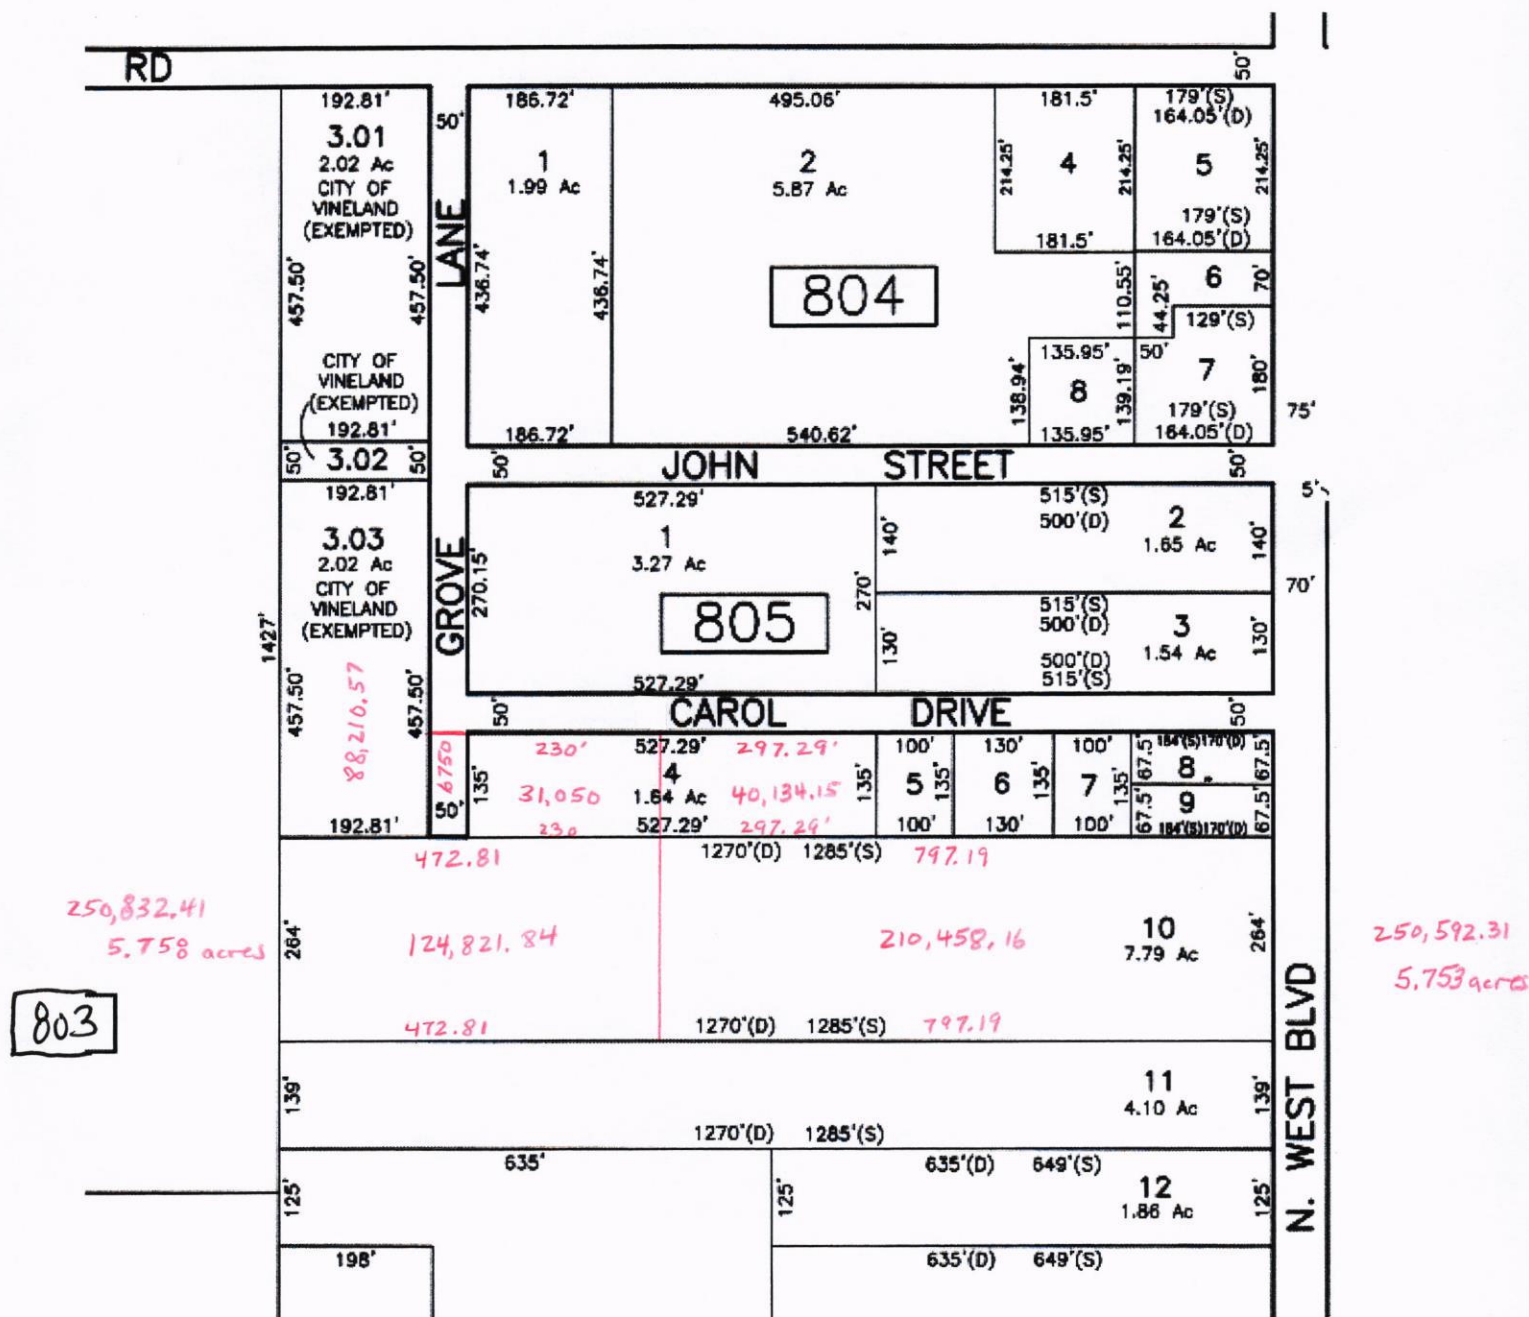 RD
50'
192.81'
3.01
2.02 Ac
CITY OF
VINELAND
(EXEMPTED)
457.50'
457.50'
CITY OF
VINELAND
(EXEMPTED)
192.81'
50'
3.02
50'
192.81'
3.03
2.02 Ac
CITY OF
VINELAND
(EXEMPTED)
1427'
457.50'
88,210.57
457.50'
192.81'
GROVE LANE
50'
6750
50'
186.72'
1
1.99 Ac
436.74'
436.74'
186.72'
495.06'
2
5.87 Ac
804
540.62'
181.5'
214.25'
4
214.25'
181.5'
179'(S)
164.05'(D)
5
214.25'
179'(S)
164.05'(D)
110.55'
44.25'
6
70'
129'(S)
135.95'
50'
138.94'
8
139.19'
135.95'
7
180'
179'(S)
164.05'(D)
75'
50'
JOHN STREET
50'
5'
527.29'
1
3.27 Ac
270.15'
805
270'
527.29'
515'(S)
500'(D)
140'
2
1.65 Ac
140'
70'
515'(S)
500'(D)
130'
3
1.54 Ac
130'
500'(D)
515'(S)
50'
CAROL DRIVE
50'
230'
527.29'
297.29'
135'
4
31,050
1.64 Ac
40,134.15
135'
230
527.29'
297.29'
100'
5
135'
100'
130'
6
135'
130'
100'
7
135'
100'
184'(S)170'(D)
67.5'
8
67.5'
67.5'
9
67.5'
184'(S)170'(D)
472.81
1270'(D) 1285'(S)
797.19
250,832.41
5.758 acres
264'
124,821.84
210,458.16
10
7.79 Ac
264'
250,592.31
5.753 acres
803
472.81
1270'(D) 1285'(S)
797.19
139'
11
4.10 Ac
139'
1270'(D) 1285'(S)
635'
635'(D) 649'(S)
125'
125'
12
1.86 Ac
125'
198'
635'(D) 649'(S)
N. WEST BLVD